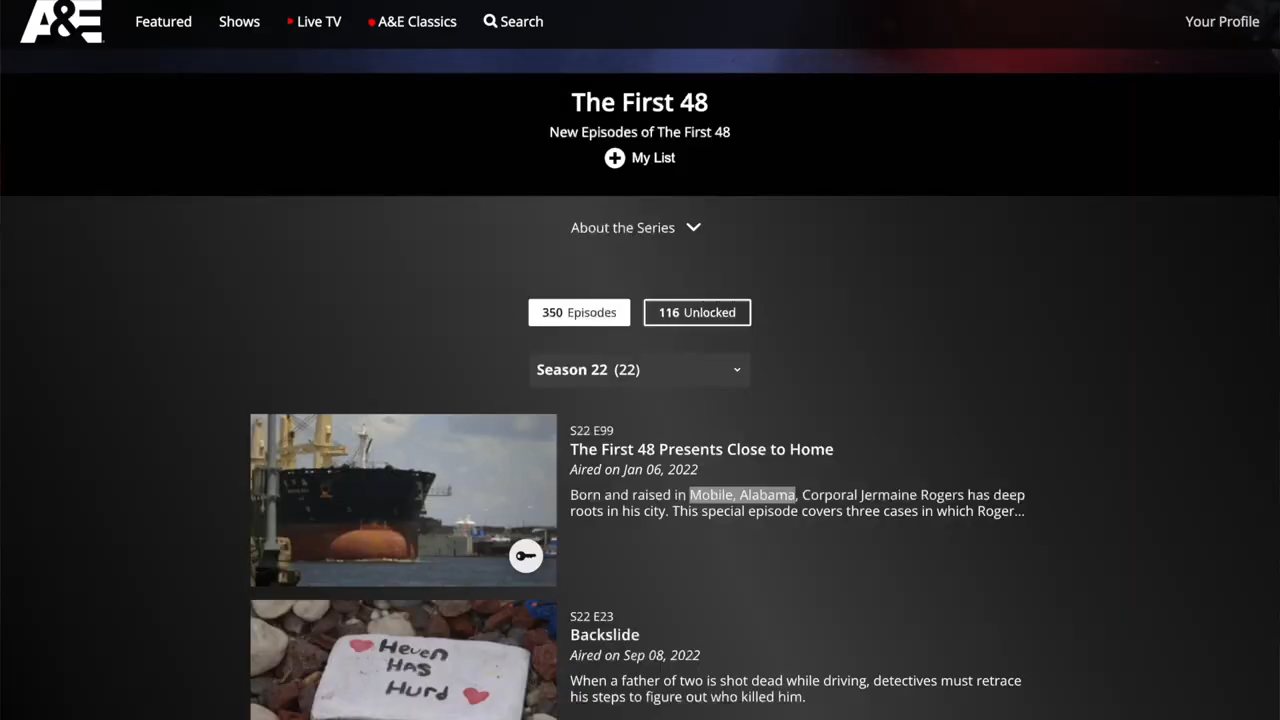 A&E
Featured
Shows
Live TV
A&E Classics
Search
Your Profile
The First 48
New Episodes of The First 48
My List
About the Series
350 Episodes
116 Unlocked
Season 22 (22)
S22 E99
The First 48 Presents Close to Home
Aired on Jan 06, 2022
Born and raised in Mobile, Alabama, Corporal Jermaine Rogers has deep
roots in his city. This special episode covers three cases in which Roger...
Heven
HAS
Hurd
S22 E23
Backslide
Aired on Sep 08, 2022
When a father of two is shot dead while driving, detectives must retrace
his steps to figure out who killed him.